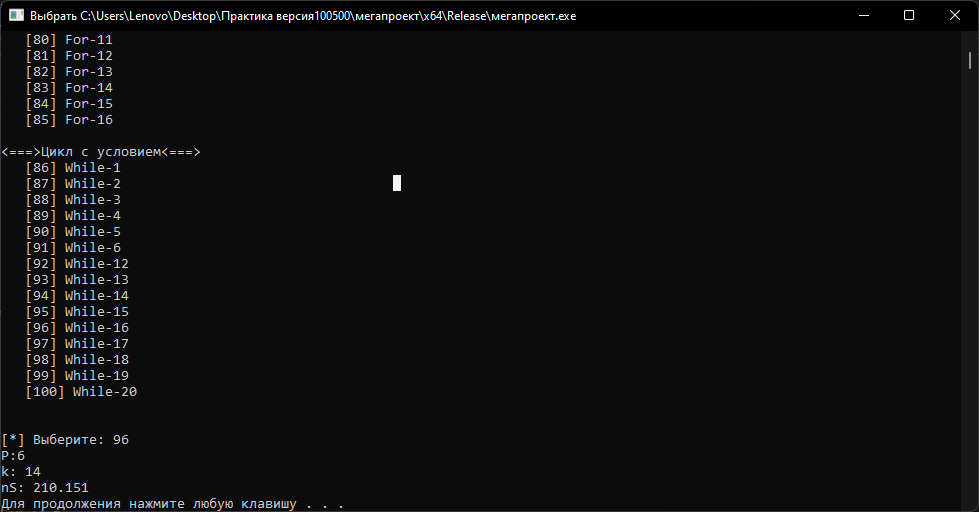 Выбрать C:\Users\Lenovo\Desktop\Практика версия100500\мегапроект\x64\Release\мегапроект.exe
[80] For-11
[81] For-12
[82] For-13
[83] For-14
[84] For-15
[85] For-16
<===>Цикл с условием<===>
[86] While-1
[87] While-2
[88] While-3
[89] While-4
[90] While-5
[91] While-6
[92] While-12
[93] While-13
[94] While-14
[95] While-15
[96] While-16
[97] While-17
[98] While-18
[99] While-19
[100] While-20
[*] Выберите: 96
P:6
k: 14
nS: 210.151
Для продолжения нажмите любую клавишу . . .